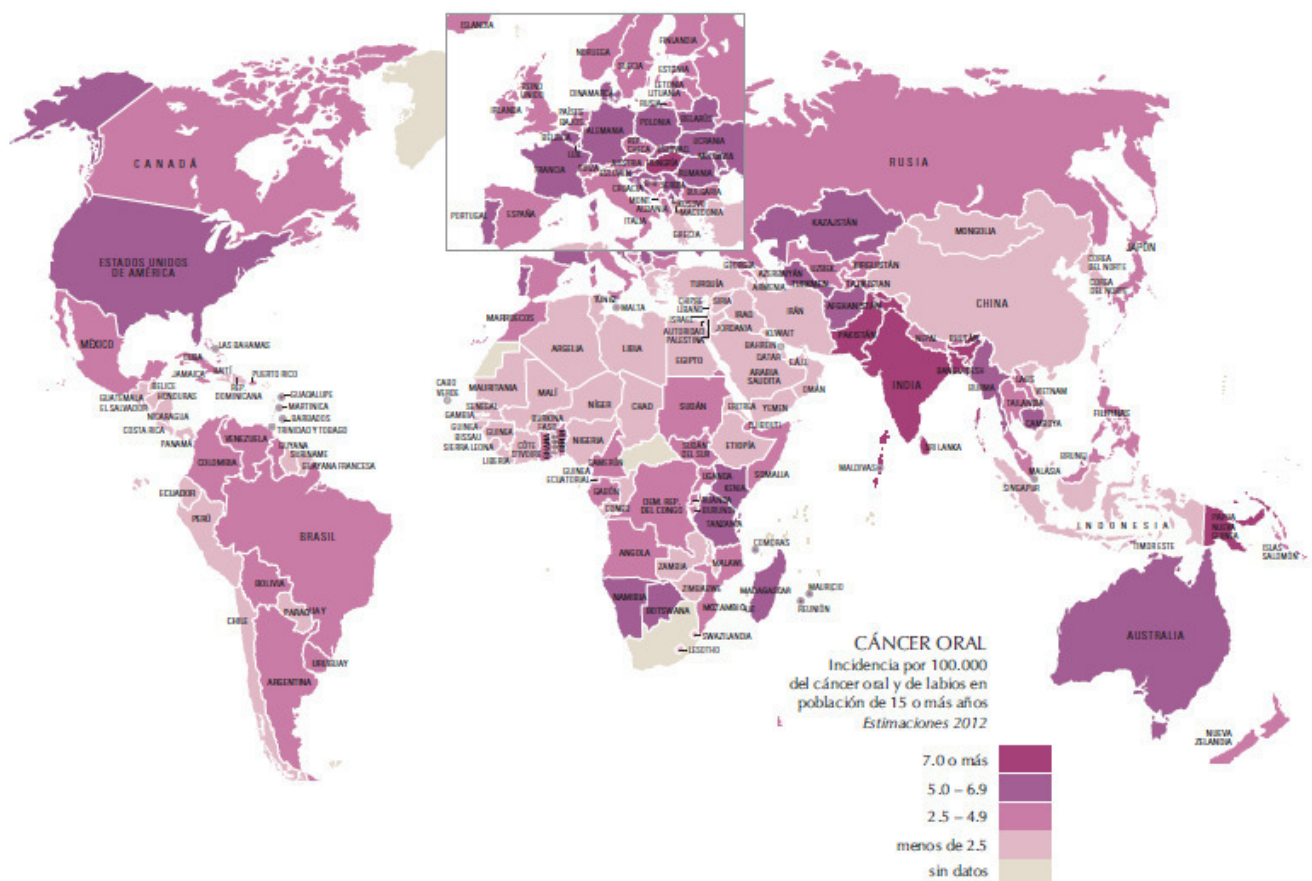 ISLANDIA
NORUEGA
SUECIA
FINLANDIA
ESTONIA
LETONIA
LITUANIA
RUSIA
REINO
UNIDO
DINAMARCA
IRLANDA
PAÍSES
BAJOS
BÉLGICA
LUX.
ALEMANIA
POLONIA
BELARÚS
UCRANIA
REP.
CHECA
AUSTRIA
HUNGRÍA
RUMANIA
FRANCIA
CROACIA
SERBIA
BULGARIA
MONE.
KOSOVO
ALBANIA
MACEDONIA
PORTUGAL
ESPAÑA
ITALIA
GRECIA
CANADÁ
ESTADOS UNIDOS
DE AMÉRICA
MÉXICO
LAS BAHAMAS
CUBA
JAMAICA
HAITÍ
PUERTO RICO
REP.
DOMINICANA
BELICE
GUATEMALA
HONDURAS
EL SALVADOR
NICARAGUA
COSTA RICA
PANAMÁ
GUADALUPE
MARTINICA
BARBADOS
TRINIDAD Y TOBAGO
VENEZUELA
GUYANA
SURINAME
GUAYANA FRANCESA
COLOMBIA
ECUADOR
PERÚ
BRASIL
BOLIVIA
PARAGUAY
CHILE
ARGENTINA
URUGUAY
RUSIA
KAZAJSTÁN
MONGOLIA
GEORGIA
AZERBAIYÁN
ARMENIA
UZBEK.
TURKMEN.
KIRGUISTÁN
TAYIKISTÁN
COREA
DEL NORTE
COREA
DEL NORTE
JAPÓN
CHINA
TURQUÍA
CHIPRE
LÍBANO
SIRIA
ISRAEL
AUTORIDAD
PALESTINA
JORDANIA
IRAQ
IRÁN
KUWAIT
BAHREIN
QATAR
E.A.U.
ARABIA
SAUDITA
OMÁN
YEMEN
AFGHANISTÁN
PAKISTÁN
INDIA
NEPAL
BANGLADESH
BURMA
LAOS
VIETNAM
TAILANDIA
CAMBOYA
FILIPINAS
SRI LANKA
MALDIVAS
MALASIA
BRUNEI
SINGAPUR
INDONESIA
TIMOR ESTE
PAPÚA
NUEVA
GUINEA
ISLAS
SALOMÓN
AUSTRALIA
NUEVA
ZELANDIA
MARRUECOS
TÚNEZ
MALTA
ARGELIA
LIBIA
EGIPTO
CABO
VERDE
MAURITANIA
MALÍ
NÍGER
CHAD
SUDÁN
ERITREA
DJIBOUTI
SENEGAL
GAMBIA
GUINEA
BISSAU
GUINEA
SIERRA LEONA
LIBERIA
CÔTE
D'IVOIRE
BURKINA
FASO
NIGERIA
CAMERÚN
SUDÁN
DEL SUR
ETIOPÍA
SOMALIA
GUINEA
ECUATORIAL
GABÓN
CONGO
DEM. REP.
DEL CONGO
UGANDA
KENIA
RUANDA
BURUNDI
TANZANIA
COMORAS
ANGOLA
ZAMBIA
MALAWI
ZIMBABWE
MOZAMBIQUE
MADAGASCAR
MAURICIO
REUNIÓN
NAMIBIA
BOTSWANA
SWAZILANDIA
LESOTHO
CÁNCER ORAL
Incidencia por 100.000
del cáncer oral y de labios en
población de 15 o más años
Estimaciones 2012
7.0 o más
5.0 – 6.9
2.5 – 4.9
menos de 2.5
sin datos